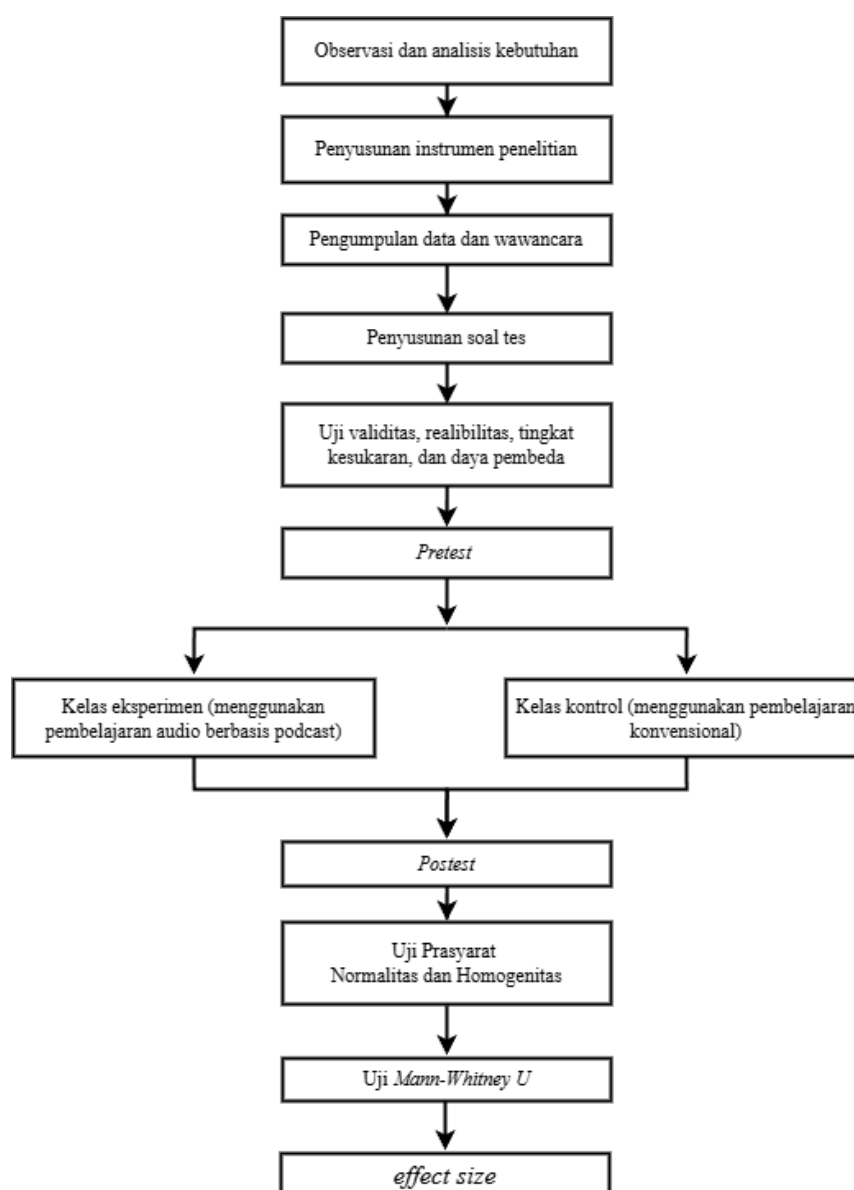 Observasi dan analisis kebutuhan
Penyusunan instrumen penelitian
Pengumpulan data dan wawancara
Penyusunan soal tes
Uji validitas, realibilitas, tingkat
kesukaran, dan daya pembeda
Pretest
Kelas eksperimen (menggunakan
pembelajaran audio berbasis podcast)
Kelas kontrol (menggunakan pembelajaran
konvensional)
Postest
Uji Prasyarat
Normalitas dan Homogenitas
Uji Mann-Whitney U
effect size